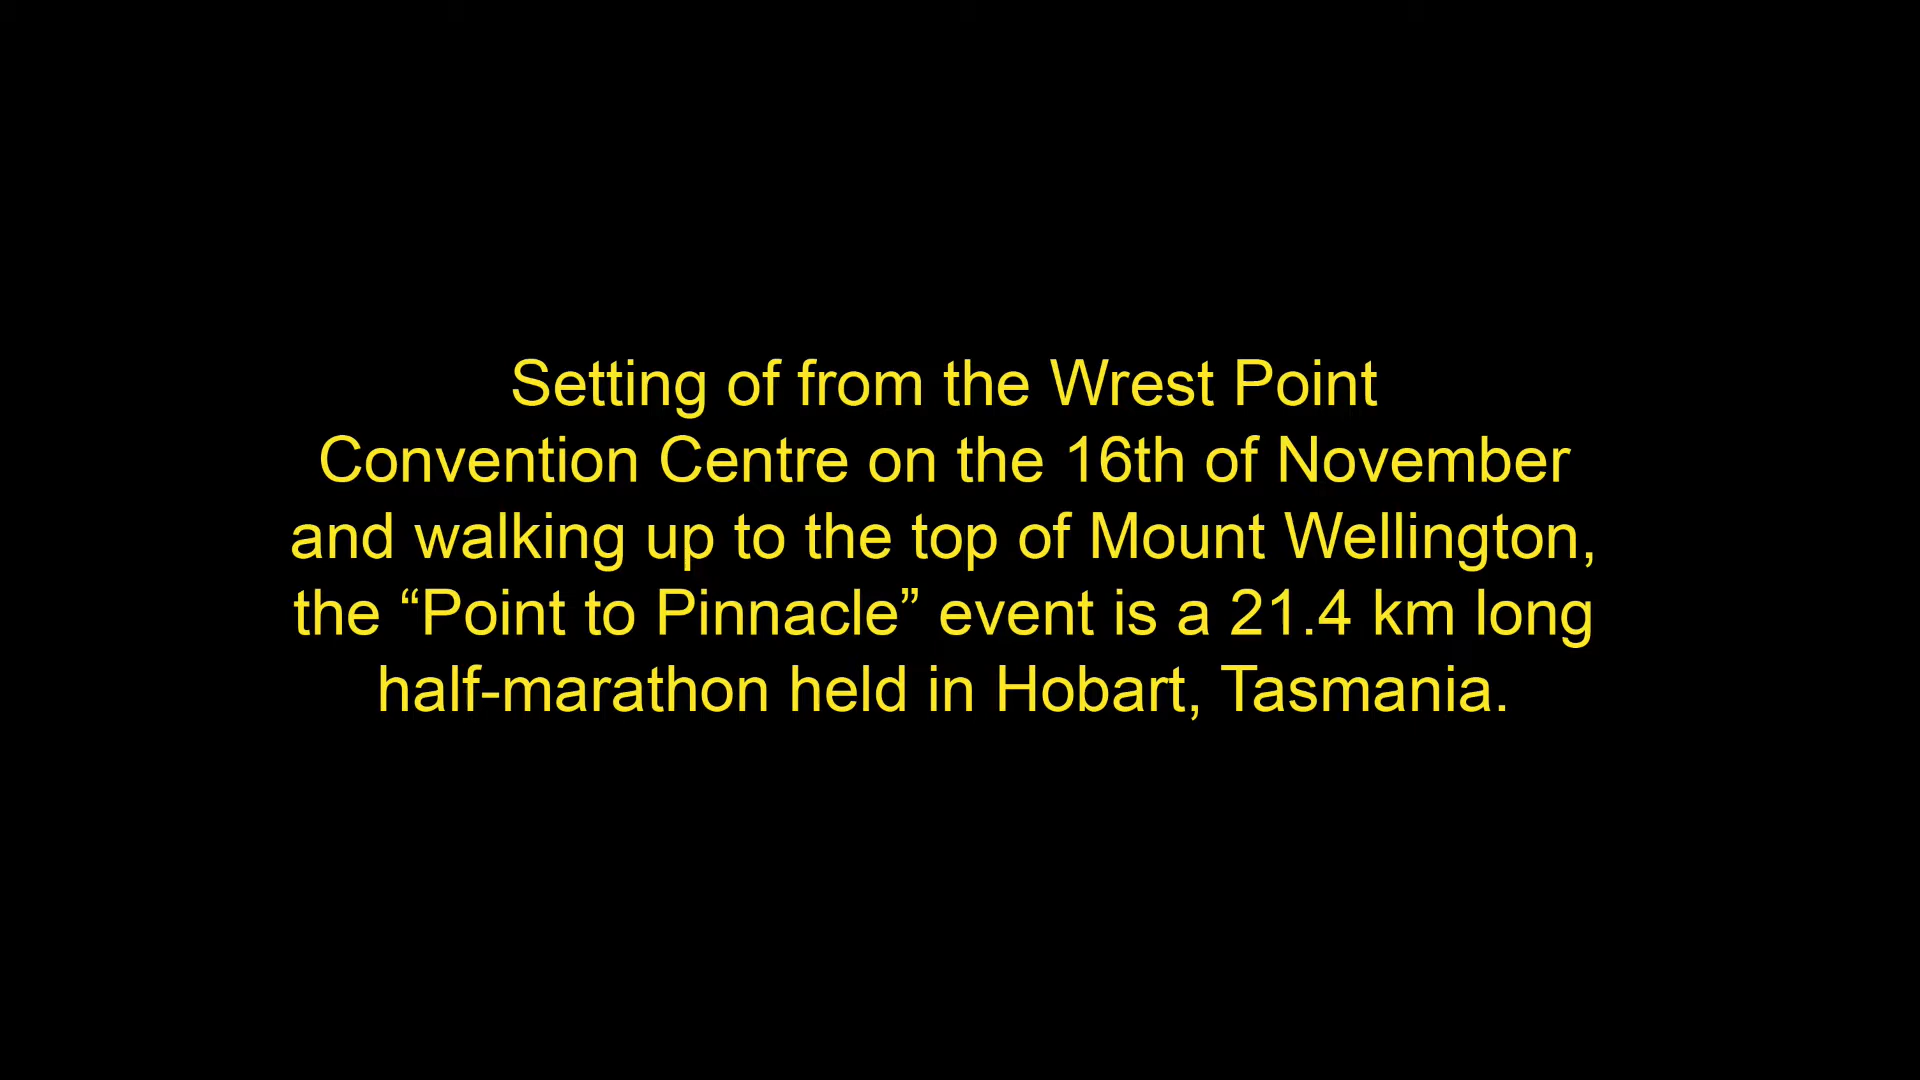 Setting of from the Wrest Point
Convention Centre on the 16th of November
and walking up to the top of Mount Wellington,
the “Point to Pinnacle” event is a 21.4 km long
half-marathon held in Hobart, Tasmania.